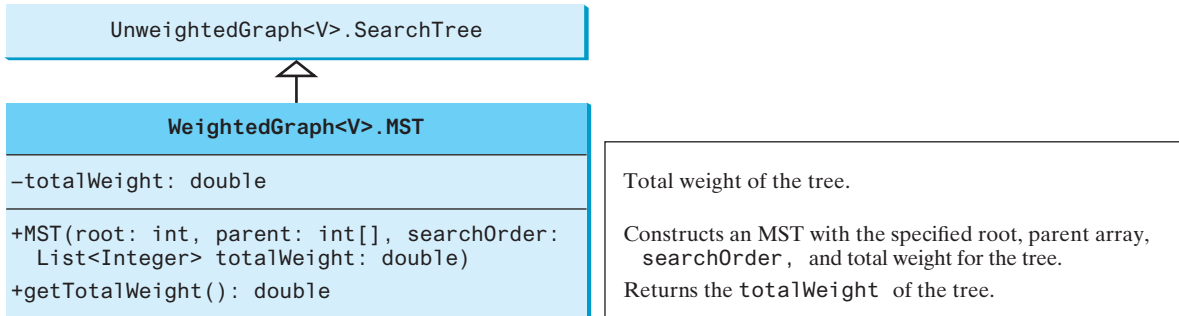 UnweightedGraph<V>.SearchTree
WeightedGraph<V>.MST
–totalWeight: double
Total weight of the tree.
+MST(root: int, parent: int[], searchOrder:
List<Integer> totalWeight: double)
Constructs an MST with the specified root, parent array,
searchOrder, and total weight for the tree.
+getTotalWeight(): double
Returns the totalWeight of the tree.